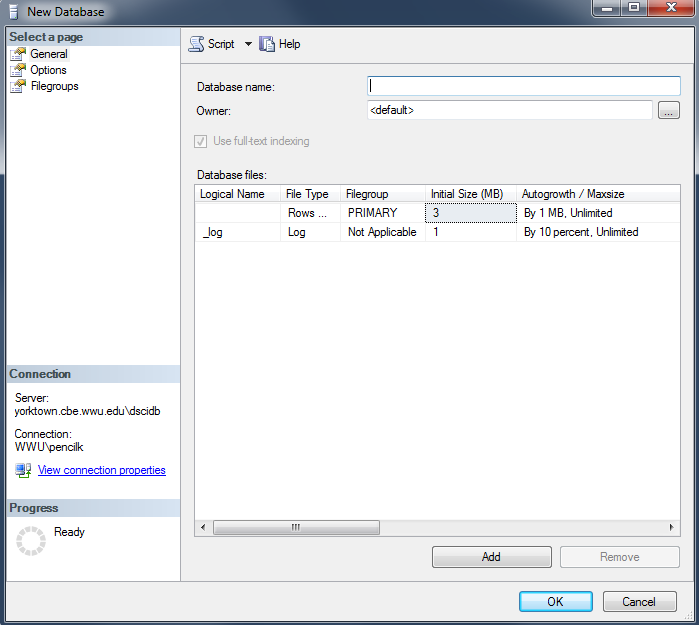 New Database
Select a page
General
Options
Filegroups
Script Help
Database name:
Owner: <default> ...
Use full-text indexing
Database files:
Logical Name File Type Filegroup Initial Size (MB) Autogrowth / Maxsize
Rows ... PRIMARY 3 By 1 MB, Unlimited
_log Log Not Applicable 1 By 10 percent, Unlimited
Connection
Server:
yorktown.cbe.wwu.edu\dscidb
Connection:
WWU\pencilk
View connection properties
Progress
Ready
Add Remove
OK Cancel